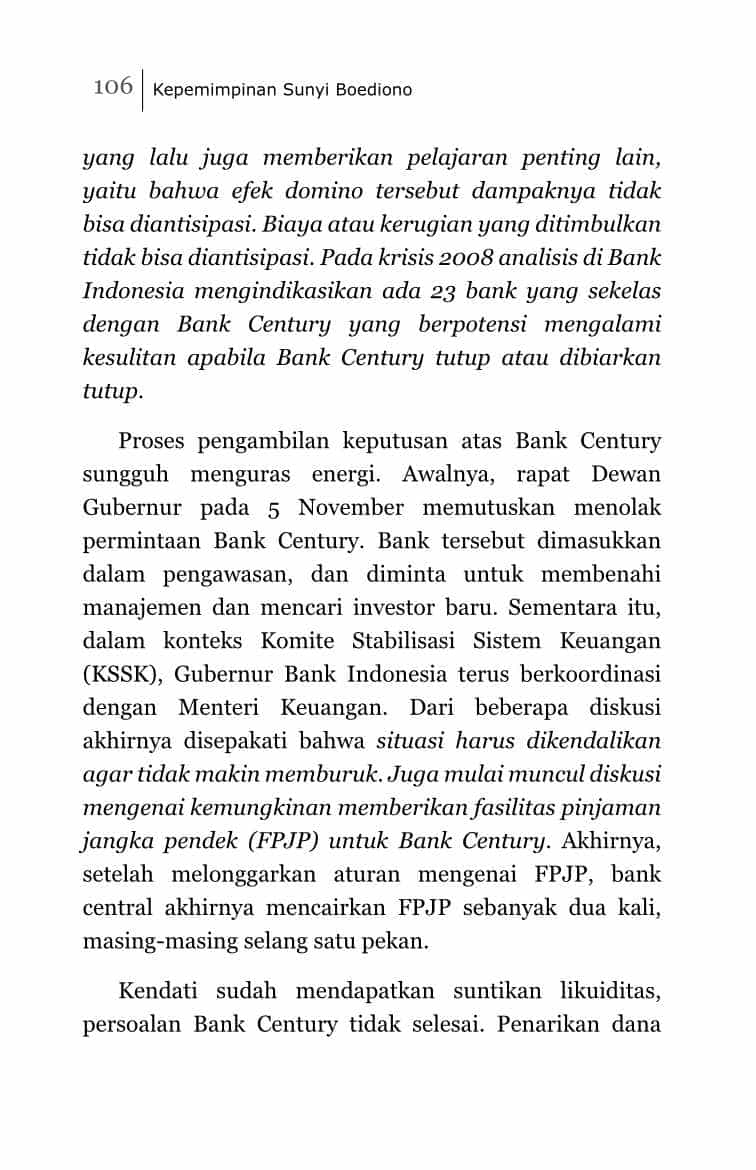 106 Kepemimpinan Sunyi Boediono
yang lalu juga memberikan pelajaran penting lain,
yaitu bahwa efek domino tersebut dampaknya tidak
bisa diantisipasi. Biaya atau kerugian yang ditimbulkan
tidak bisa diantisipasi. Pada krisis 2008 analisis di Bank
Indonesia mengindikasikan ada 23 bank yang sekelas
dengan Bank Century yang berpotensi mengalami
kesulitan apabila Bank Century tutup atau dibiarkan
tutup.
Proses pengambilan keputusan atas Bank Century
sungguh menguras energi. Awalnya, rapat Dewan
Gubernur pada 5 November memutuskan menolak
permintaan Bank Century. Bank tersebut dimasukkan
dalam pengawasan, dan diminta untuk membenahi
manajemen dan mencari investor baru. Sementara itu,
dalam konteks Komite Stabilisasi Sistem Keuangan
(KSSK), Gubernur Bank Indonesia terus berkoordinasi
dengan Menteri Keuangan. Dari beberapa diskusi
akhirnya disepakati bahwa situasi harus dikendalikan
agar tidak makin memburuk. Juga mulai muncul diskusi
mengenai kemungkinan memberikan fasilitas pinjaman
jangka pendek (FPJP) untuk Bank Century. Akhirnya,
setelah melonggarkan aturan mengenai FPJP, bank
central akhirnya mencairkan FPJP sebanyak dua kali,
masing-masing selang satu pekan.
Kendati sudah mendapatkan suntikan likuiditas,
persoalan Bank Century tidak selesai. Penarikan dana